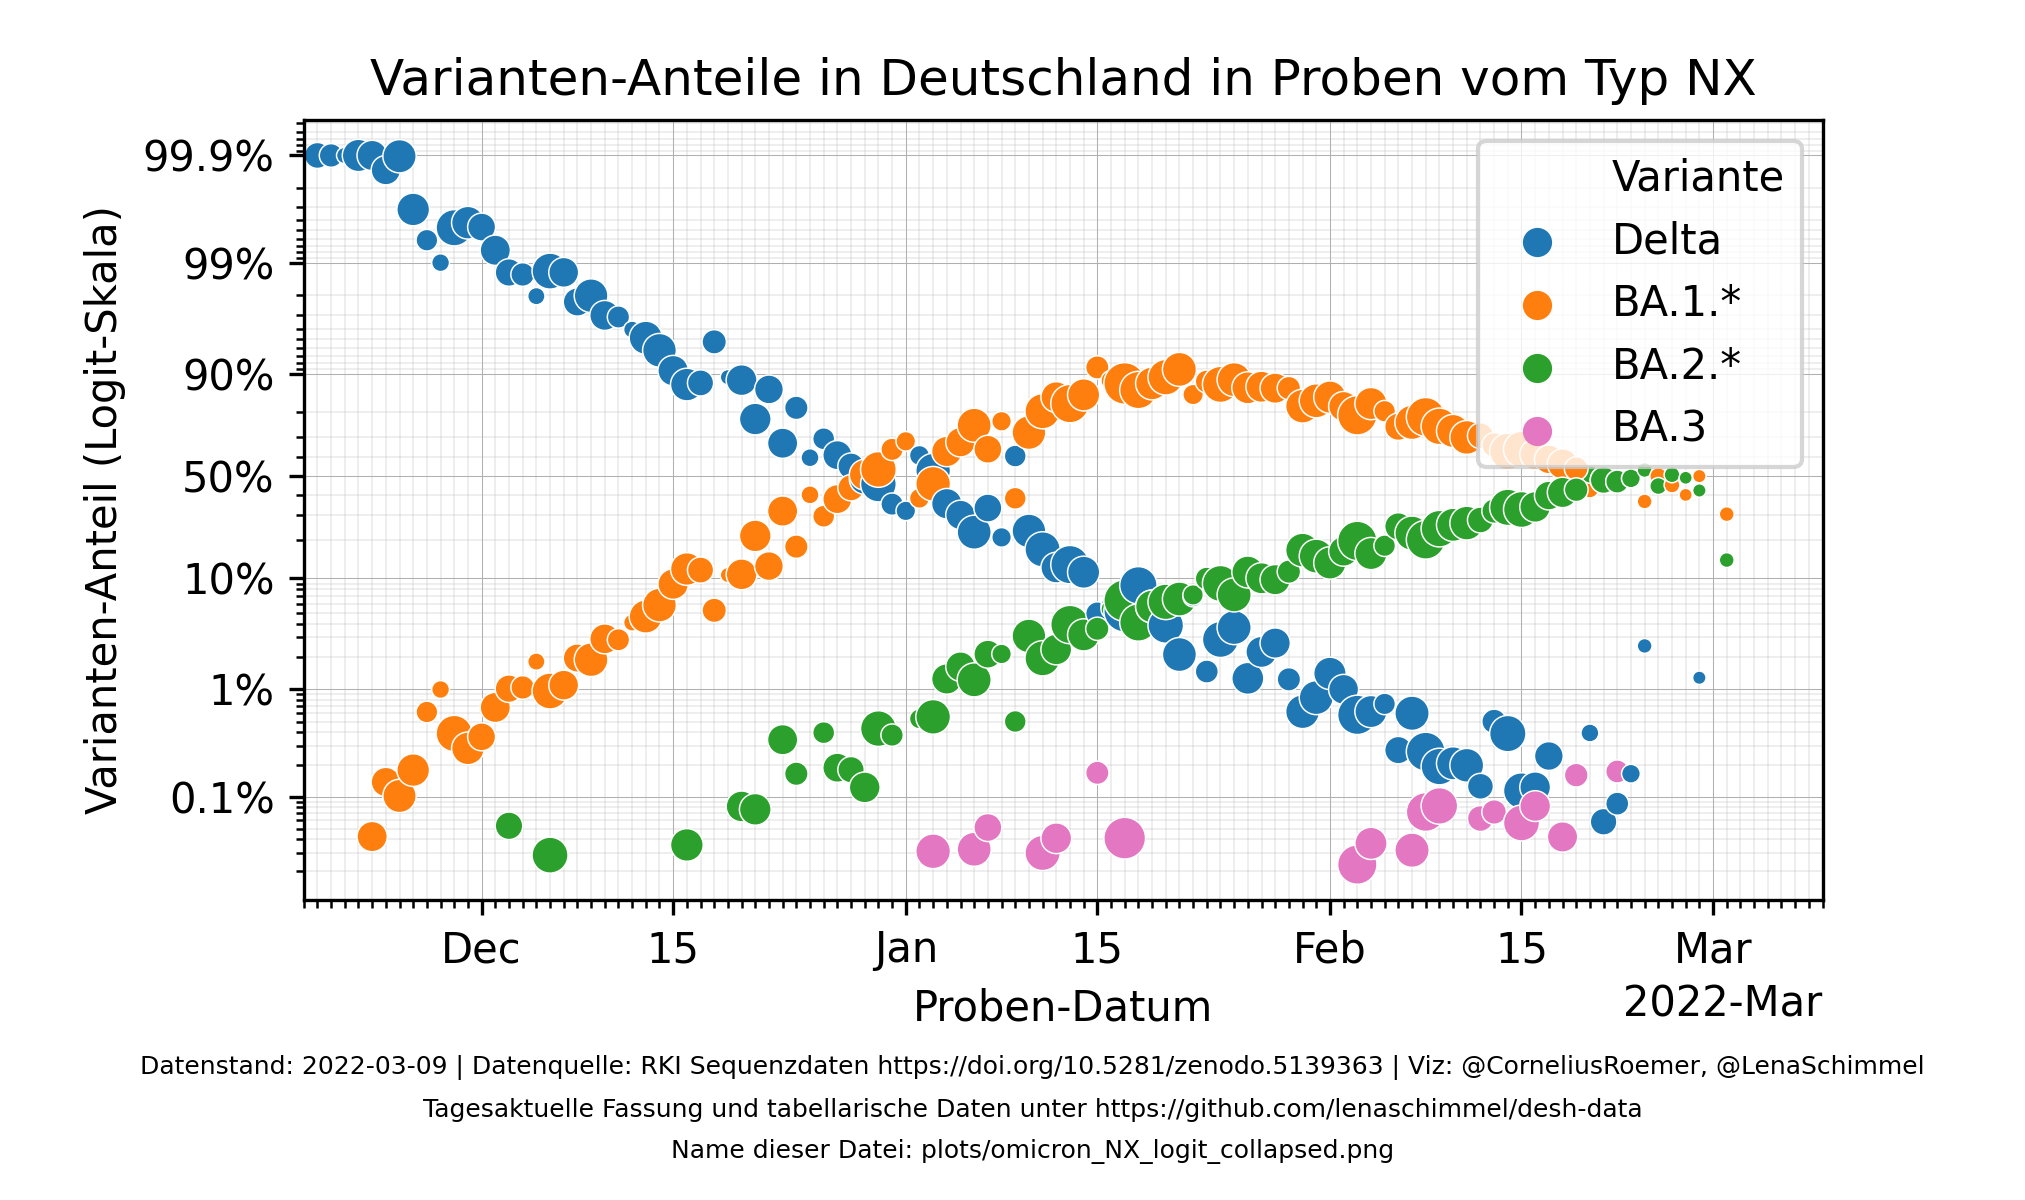 Varianten-Anteile in Deutschland in Proben vom Typ NX
Varianten-Anteil (Logit-Skala)
99.9%
99%
90%
50%
10%
1%
0.1%
Variante
Delta
BA.1.*
BA.2.*
BA.3
Dec
15
Jan
15
Feb
15
Mar
Proben-Datum
2022-Mar
Datenstand: 2022-03-09 | Datenquelle: RKI Sequenzdaten https://doi.org/10.5281/zenodo.5139363 | Viz: @CorneliusRoemer, @LenaSchimmel
Tagesaktuelle Fassung und tabellarische Daten unter https://github.com/lenaschimmel/desh-data
Name dieser Datei: plots/omicron_NX_logit_collapsed.png